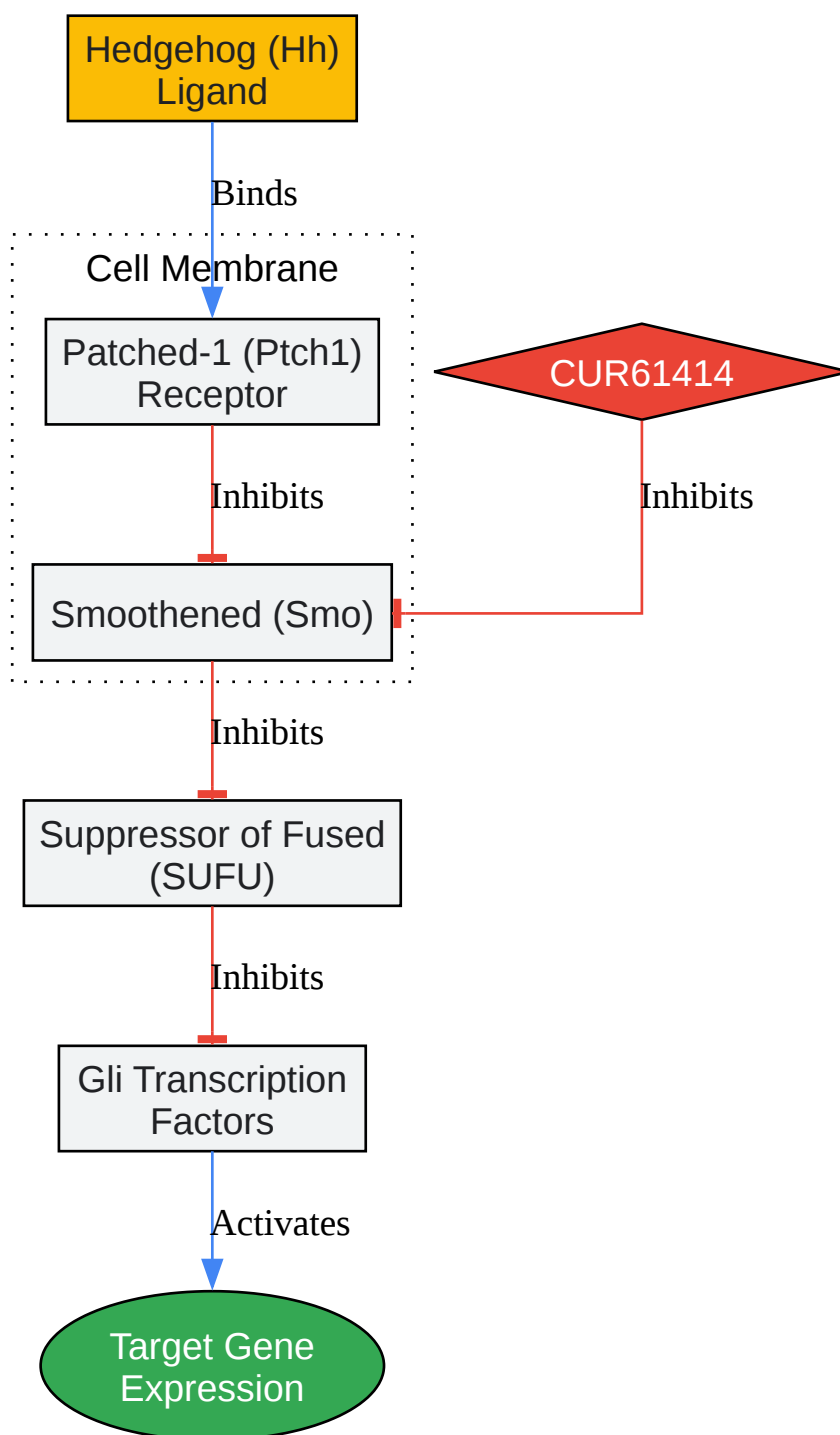 Hedgehog (Hh)
Ligand
Binds
Cell Membrane
Patched-1 (Ptch1)
Receptor
CUR61414
Inhibits
Inhibits
Smoothened (Smo)
Inhibits
Suppressor of Fused
(SUFU)
Inhibits
Gli Transcription
Factors
Activates
Target Gene
Expression